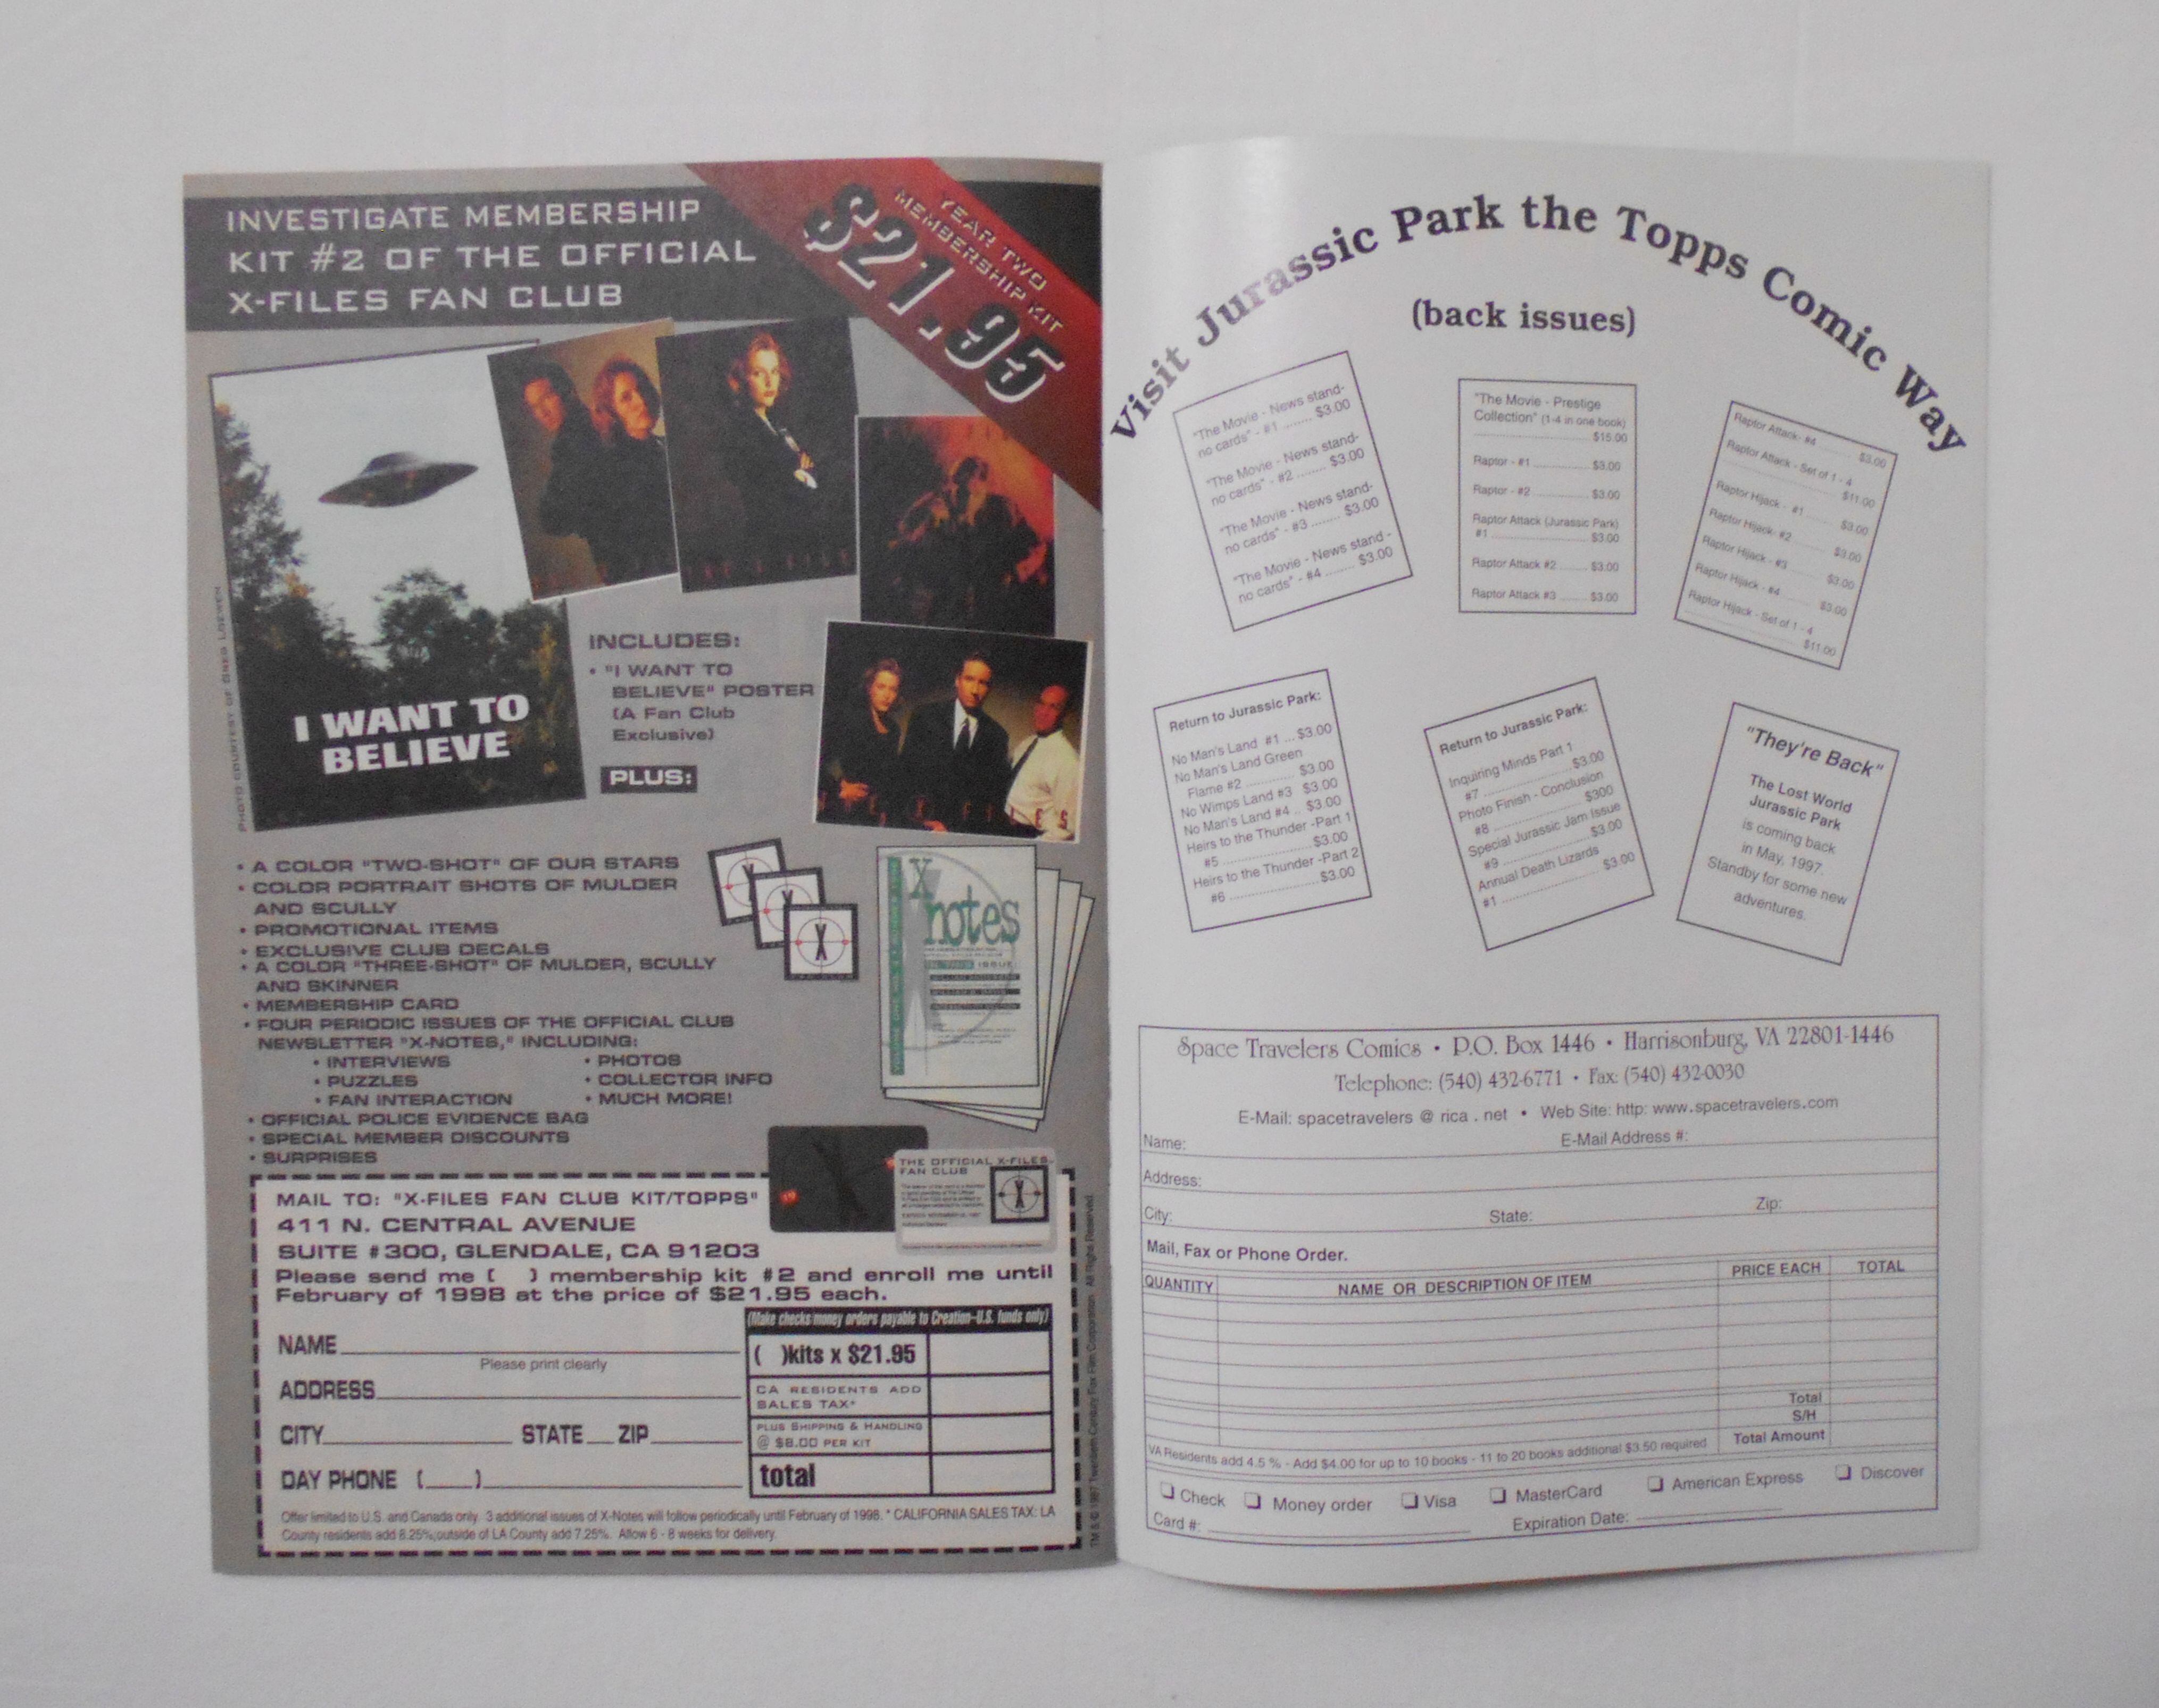 INVESTIGATE MEMBERSHIP
KIT #2 OF THE OFFICIAL
X-FILES FAN CLUB
YEAR TWO
MEMBERSHIP KIT
$21.95
I WANT TO
BELIEVE
PHOTO COURTESY OF GREG LOEWEN
INCLUDES:
• "I WANT TO
BELIEVE" POSTER
(A Fan Club
Exclusive)
PLUS:
• A COLOR "TWO-SHOT" OF OUR STARS
• COLOR PORTRAIT SHOTS OF MULDER
AND SCULLY
• PROMOTIONAL ITEMS
• EXCLUSIVE CLUB DECALS
• A COLOR "THREE-SHOT" OF MULDER, SCULLY
AND SKINNER
• MEMBERSHIP CARD
• FOUR PERIODIC ISSUES OF THE OFFICIAL CLUB
NEWSLETTER "X-NOTES," INCLUDING:
• INTERVIEWS • PHOTOS
• PUZZLES • COLLECTOR INFO
• FAN INTERACTION • MUCH MORE!
• OFFICIAL POLICE EVIDENCE BAG
• SPECIAL MEMBER DISCOUNTS
• SURPRISES
X
notes
THE OFFICIAL X-FILES
FAN CLUB
X
MAIL TO: "X-FILES FAN CLUB KIT/TOPPS"
411 N. CENTRAL AVENUE
SUITE #300, GLENDALE, CA 91203
Please send me ( ) membership kit #2 and enroll me until
February of 1998 at the price of $21.95 each.
(Make checks/money orders payable to Creation-U.S. funds only)
NAME
Please print clearly
ADDRESS
CITY STATE ZIP
DAY PHONE ( )
( )kits x $21.95
CA RESIDENTS ADD
SALES TAX*
PLUS SHIPPING & HANDLING
@ $8.00 PER KIT
total
Offer limited to U.S. and Canada only. 3 additional issues of X-Notes will follow periodically until February of 1998. * CALIFORNIA SALES TAX: LA
County residents add 8.25%;outside of LA County add 7.25%. Allow 6 - 8 weeks for delivery.
TM & © 1997 Twentieth Century Fox Film Corporation. All Rights Reserved.
Visit Jurassic Park the Topps Comic Way
(back issues)
"The Movie - News stand-
no cards" - #1 ........ $3.00
"The Movie - News stand-
no cards" - #2 ........ $3.00
"The Movie - News stand-
no cards" - #3 ........ $3.00
"The Movie - News stand -
no cards" - #4 ........ $3.00
"The Movie - Prestige
Collection" (1-4 in one book)
........ $15.00
Raptor - #1 ........ $3.00
Raptor - #2 ........ $3.00
Raptor Attack (Jurassic Park)
#1 ........ $3.00
Raptor Attack #2 ........ $3.00
Raptor Attack #3 ........ $3.00
Raptor Attack- #4 ........ $3.00
Raptor Attack - Set of 1 - 4
........ $11.00
Raptor Hijack - #1 ........ $3.00
Raptor Hijack- #2 ........ $3.00
Raptor Hijack - #3 ........ $3.00
Raptor Hijack - #4 ........ $3.00
Raptor Hijack - Set of 1 - 4
........ $11.00
Return to Jurassic Park:
No Man's Land #1 ... $3.00
No Man's Land Green
Flame #2 ........ $3.00
No Wimps Land #3 $3.00
No Man's Land #4 .. $3.00
Heirs to the Thunder -Part 1
#5 ........ $3.00
Heirs to the Thunder -Part 2
#6 ........ $3.00
Return to Jurassic Park:
Inquiring Minds Part 1
#7 ........ $3.00
Photo Finish - Conclusion
#8 ........ $300
Special Jurassic Jam Issue
#9 ........ $3.00
Annual Death Lizards
#1 ........ $3.00
"They're Back"
The Lost World
Jurassic Park
is coming back
in May, 1997.
Standby for some new
adventures.
Space Travelers Comics • P.O. Box 1446 • Harrisonburg, VA 22801-1446
Telephone: (540) 432-6771 • Fax: (540) 432-0030
E-Mail: spacetravelers @ rica . net • Web Site: http: www.spacetravelers.com
Name: E-Mail Address #:
Address:
City: State: Zip:
Mail, Fax or Phone Order.
QUANTITY NAME OR DESCRIPTION OF ITEM PRICE EACH TOTAL
Total
S/H
Total Amount
VA Residents add 4.5 % - Add $4.00 for up to 10 books - 11 to 20 books additional $3.50 required
❏ Check ❏ Money order ❏ Visa ❏ MasterCard ❏ American Express ❏ Discover
Card #: Expiration Date: